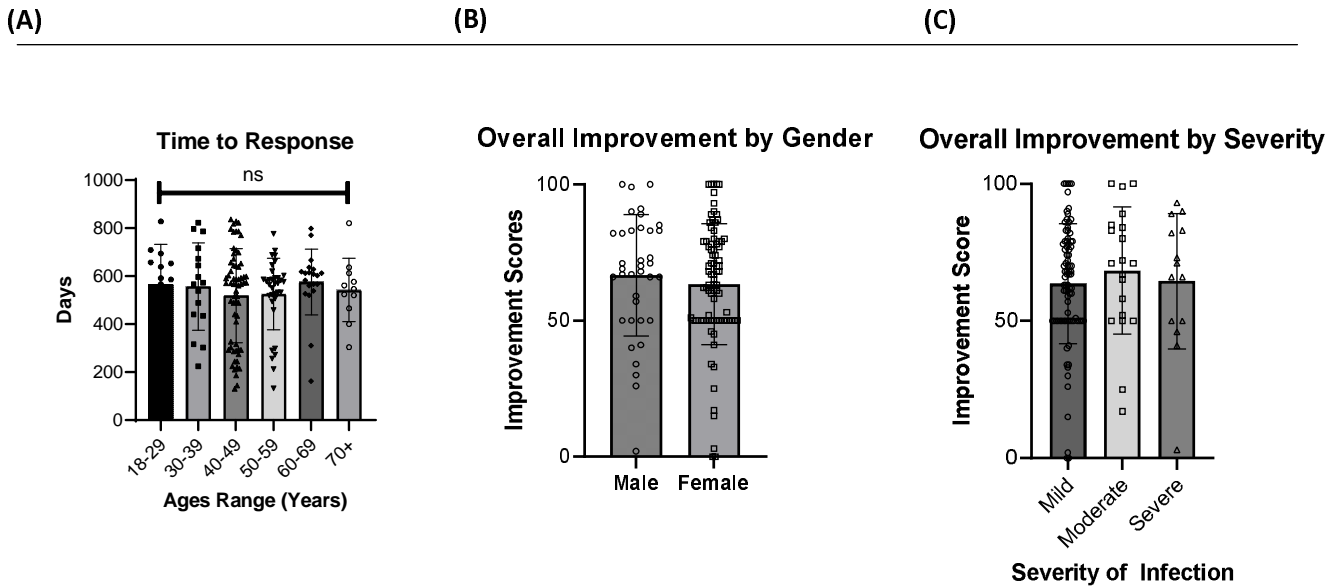 (A)
(B)
(C)
Time to Response
ns
1000
800
600
400
200
0
Days
18-29
30-39
40-49
50-59
60-69
70+
Ages Range (Years)
Overall Improvement by Gender
100
50
0
Improvement Scores
Male
Female
Overall Improvement by Severity
100
50
0
Improvement Score
Mild
Moderate
Severe
Severity of Infection